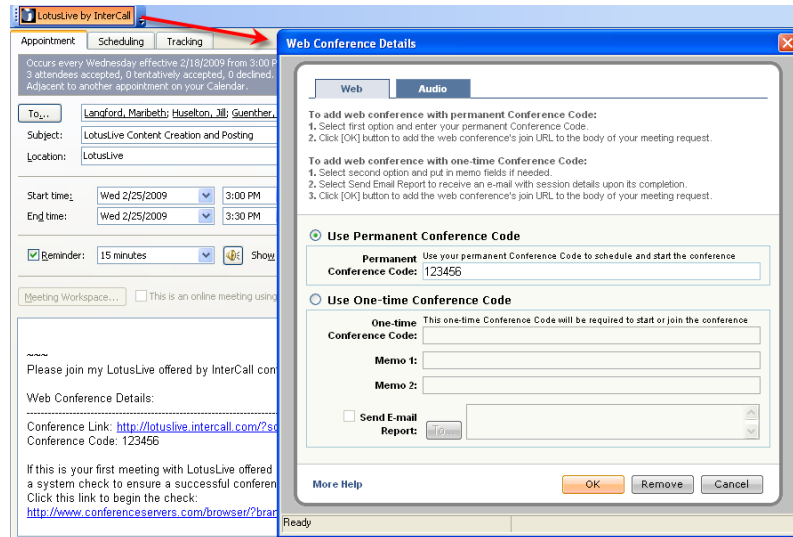 LotusLive by InterCall
Appointment Scheduling Tracking
Occurs every Wednesday effective 2/18/2009 from 3:00 P
3 attendees accepted, 0 tentatively accepted, 0 declined.
Adjacent to another appointment on your Calendar.
To... Langford, Maribeth; Huselton, Jill; Guenther,
Subject: LotusLive Content Creation and Posting
Location: LotusLive
Start time: Wed 2/25/2009 3:00 PM
End time: Wed 2/25/2009 3:30 PM
Reminder: 15 minutes Show
Meeting Workspace... This is an online meeting using
~~~
Please join my LotusLive offered by InterCall con
Web Conference Details:
Conference Link: http://lotuslive.intercall.com/?sc
Conference Code: 123456
If this is your first meeting with LotusLive offered
a system check to ensure a successful conferen
Click this link to begin the check:
http://www.conferenceservers.com/browser/?bran
Web Conference Details
Web Audio
To add web conference with permanent Conference Code:
1. Select first option and enter your permanent Conference Code.
2. Click [OK] button to add the web conference's join URL to the body of your meeting request.
To add web conference with one-time Conference Code:
1. Select second option and put in memo fields if needed.
2. Select Send Email Report to receive an e-mail with session details upon its completion.
3. Click [OK] button to add the web conference's join URL to the body of your meeting request.
Use Permanent Conference Code
Permanent Use your permanent Conference Code to schedule and start the conference
Conference Code: 123456
Use One-time Conference Code
One-time This one-time Conference Code will be required to start or join the conference
Conference Code:
Memo 1:
Memo 2:
Send E-mail
Report: To...
More Help OK Remove Cancel
Ready